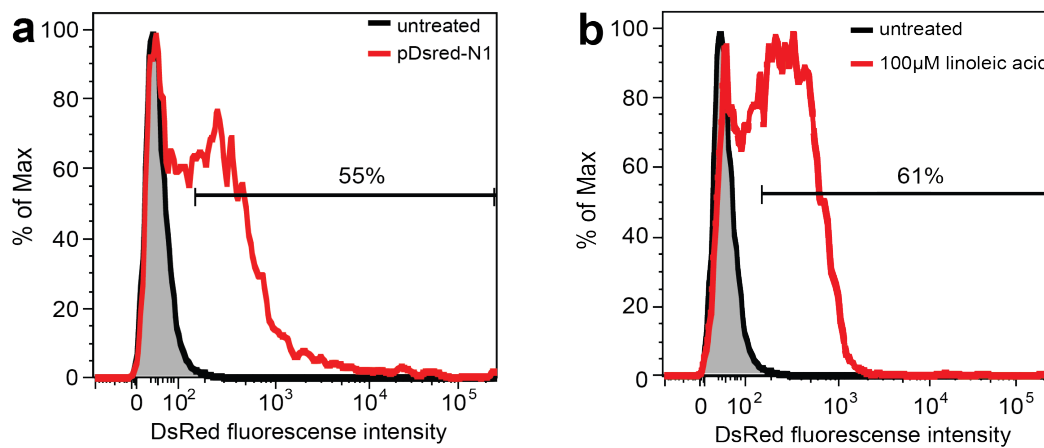 a
untreated
pDsred-N1
100
80
60
40
20
0
% of Max
55%
0 10² 10³ 10⁴ 10⁵
DsRed fluorescense intensity
b
untreated
100µM linoleic acid
100
80
60
40
20
0
% of Max
61%
0 10² 10³ 10⁴ 10⁵
DsRed fluorescense intensity